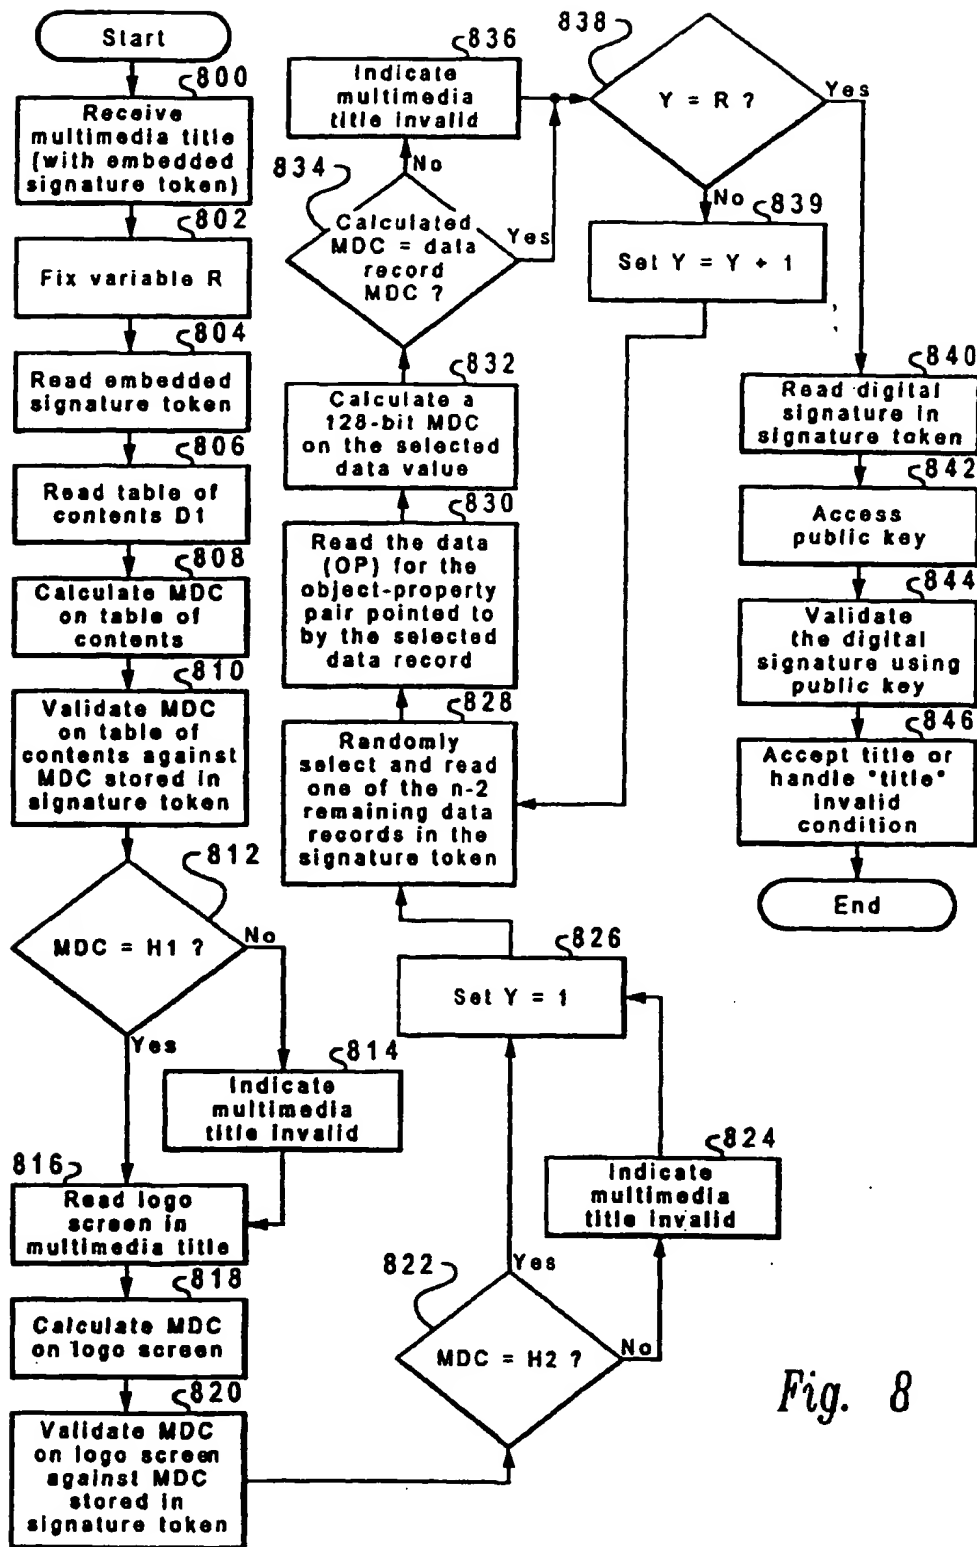 Start
800
Receive
multimedia title
(with embedded
signature token)
802
Fix variable R
804
Read embedded
signature token
806
Read table of
contents D1
808
Calculate MDC
on table of
contents
810
Validate MDC
on table of
contents against
MDC stored in
signature token
812
MDC = H1 ?
No
Yes
814
Indicate
multimedia
title invalid
816
Read logo
screen in
multimedia title
818
Calculate MDC
on logo screen
820
Validate MDC
on logo screen
against MDC
stored in
signature token
822
MDC = H2 ?
Yes
No
824
Indicate
multimedia
title invalid
826
Set Y = 1
828
Randomly
select and read
one of the n-2
remaining data
records in the
signature token
830
Read the data
(OP) for the
object-property
pair pointed to
by the selected
data record
832
Calculate a
128-bit MDC
on the selected
data value
834
Calculated
MDC = data
record
MDC ?
No
Yes
836
Indicate
multimedia
title invalid
838
Y = R ?
Yes
No
839
Set Y = Y + 1
840
Read digital
signature in
signature token
842
Access
public key
844
Validate
the digital
signature using
public key
846
Accept title or
handle "title"
invalid
condition
End
Fig. 8